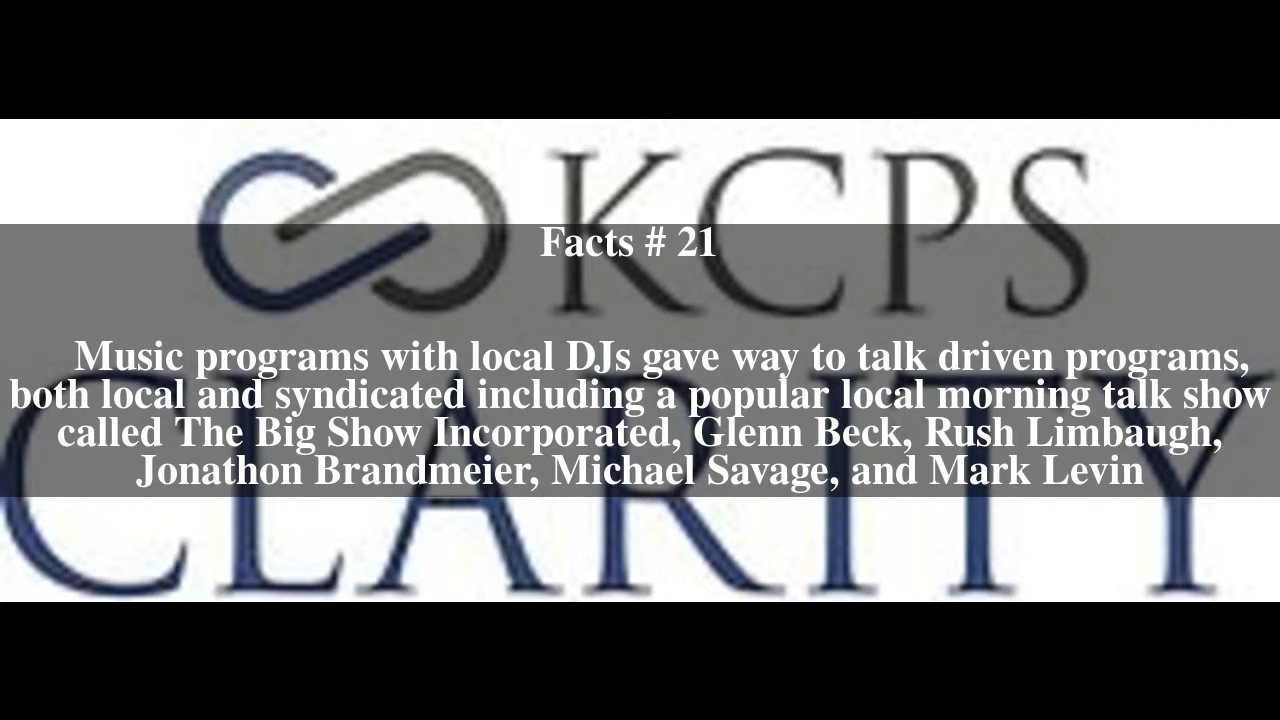 KCPS
Facts # 21
Music programs with local DJs gave way to talk driven programs,
both local and syndicated including a popular local morning talk show
called The Big Show Incorporated, Glenn Beck, Rush Limbaugh,
Jonathon Brandmeier, Michael Savage, and Mark Levin
CLARITY